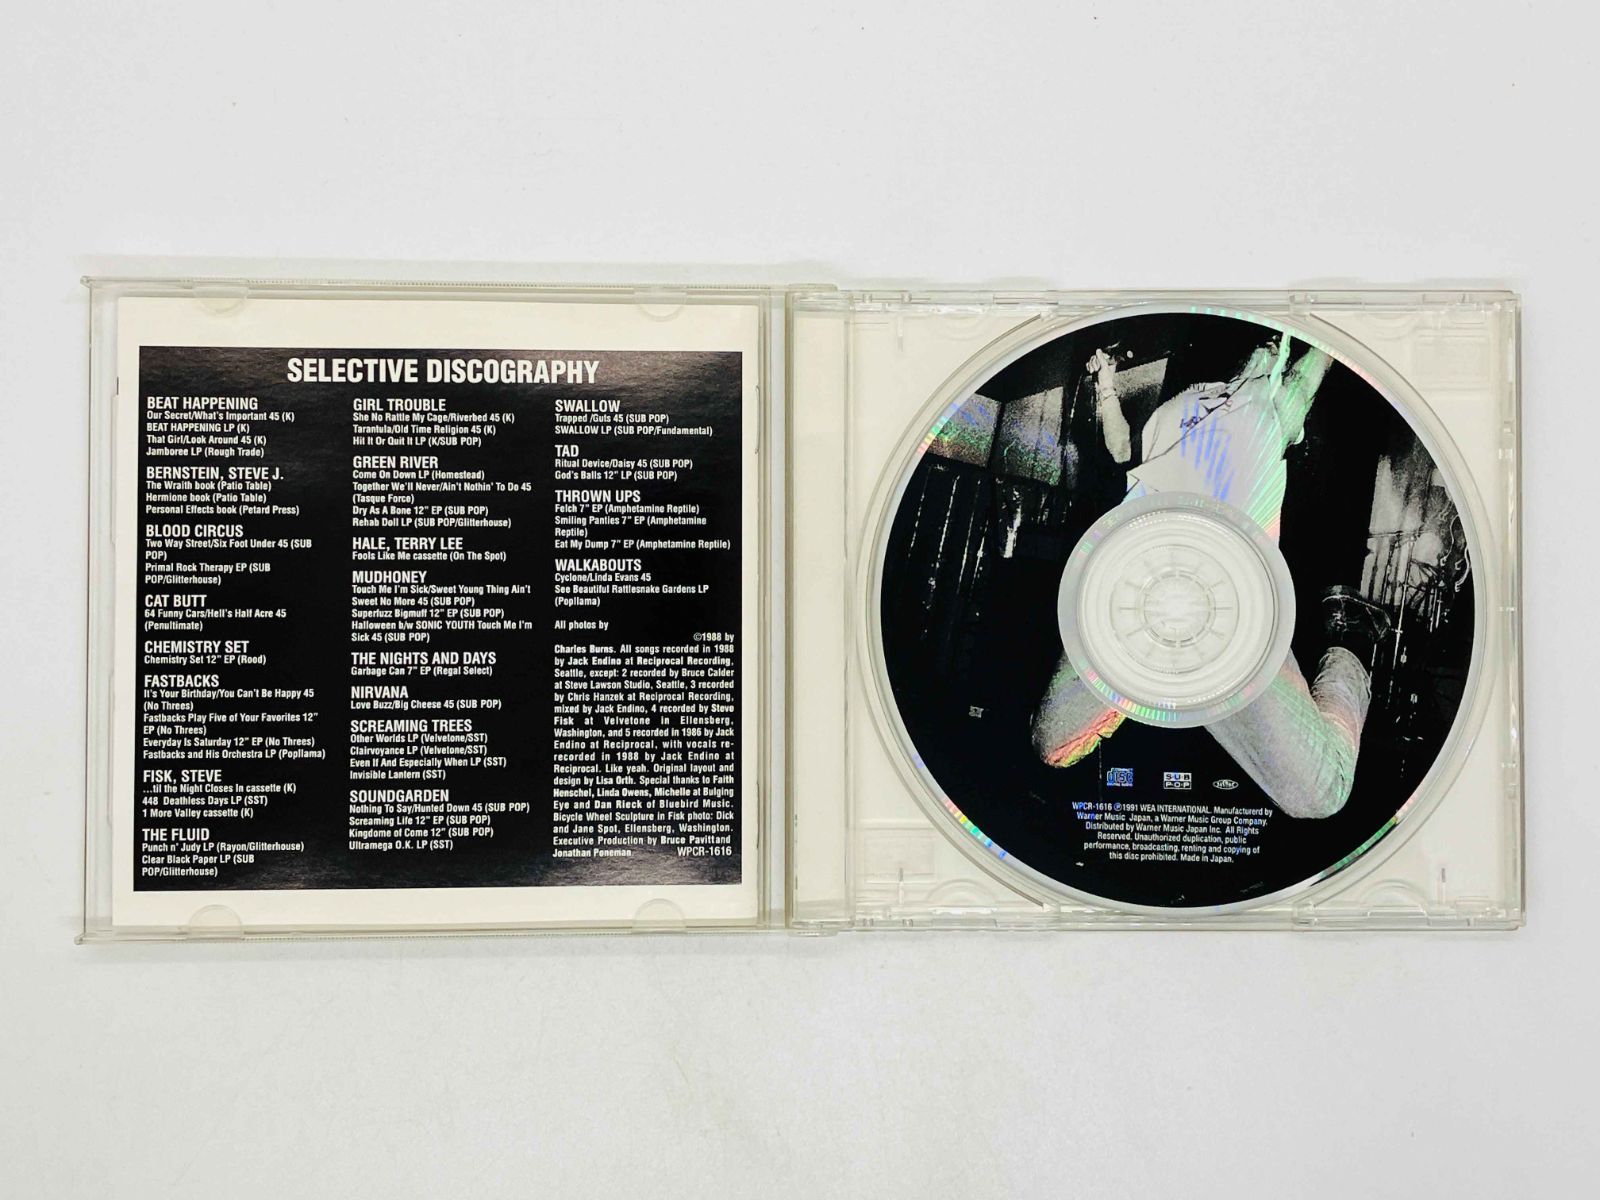 SELECTIVE DISCOGRAPHY
BEAT HAPPENING
Our Secret/What's Important 45 (K)
BEAT HAPPENING LP (K)
That Girl/Look Around 45 (K)
Jamboree LP (Rough Trade)
BERNSTEIN, STEVE J.
The Wraith book (Patio Table)
Hermione book (Patio Table)
Personal Effects book (Petard Press)
BLOOD CIRCUS
Two Way Street/Six Foot Under 45 (SUB
POP)
Primal Rock Therapy EP (SUB
POP/Glitterhouse)
CAT BUTT
64 Funny Cars/Hell's Half Acre 45
(Penultimate)
CHEMISTRY SET
Chemistry Set 12" EP (Rood)
FASTBACKS
It's Your Birthday/You Can't Be Happy 45
(No Threes)
Fastbacks Play Five of Your Favorites 12"
EP (No Threes)
Everyday Is Saturday 12" EP (No Threes)
Fastbacks and His Orchestra LP (Popllama)
FISK, STEVE
...til the Night Closes In cassette (K)
448 Deathless Days LP (SST)
1 More Valley cassette (K)
THE FLUID
Punch n' Judy LP (Rayon/Glitterhouse)
Clear Black Paper LP (SUB
POP/Glitterhouse)
GIRL TROUBLE
She No Rattle My Cage/Riverbed 45 (K)
Tarantula/Old Time Religion 45 (K)
Hit It Or Quit It LP (K/SUB POP)
GREEN RIVER
Come On Down LP (Homestead)
Together We'll Never/Ain't Nothin' To Do 45
(Tasque Force)
Dry As A Bone 12" EP (SUB POP)
Rehab Doll LP (SUB POP/Glitterhouse)
HALE, TERRY LEE
Fools Like Me cassette (On The Spot)
MUDHONEY
Touch Me I'm Sick/Sweet Young Thing Ain't
Sweet No More 45 (SUB POP)
Superfuzz Bigmuff 12" EP (SUB POP)
Halloween b/w SONIC YOUTH Touch Me I'm
Sick 45 (SUB POP)
THE NIGHTS AND DAYS
Garbage Can 7" EP (Regal Select)
NIRVANA
Love Buzz/Big Cheese 45 (SUB POP)
SCREAMING TREES
Other Worlds LP (Velvetone/SST)
Clairvoyance LP (Velvetone/SST)
Even If And Especially When LP (SST)
Invisible Lantern (SST)
SOUNDGARDEN
Nothing To Say/Hunted Down 45 (SUB POP)
Screaming Life 12" EP (SUB POP)
Kingdome of Come 12" (SUB POP)
Ultramega O.K. LP (SST)
SWALLOW
Trapped /Guts 45 (SUB POP)
SWALLOW LP (SUB POP/Fundamental)
TAD
Ritual Device/Daisy 45 (SUB POP)
God's Balls 12" LP (SUB POP)
THROWN UPS
Felch 7" EP (Amphetamine Reptile)
Smiling Panties 7" EP (Amphetamine
Reptile)
Eat My Dump 7" EP (Amphetamine Reptile)
WALKABOUTS
Cyclone/Linda Evans 45
See Beautiful Rattlesnake Gardens LP
(Popllama)
All photos by
©1988 by
Charles Burns. All songs recorded in 1988
by Jack Endino at Reciprocal Recording,
Seattle, except: 2 recorded by Bruce Calder
at Steve Lawson Studio, Seattle, 3 recorded
by Chris Hanzek at Reciprocal Recording,
mixed by Jack Endino, 4 recorded by Steve
Fisk at Velvetone in Ellensberg,
Washington, and 5 recorded in 1986 by Jack
Endino at Reciprocal, with vocals re-
recorded in 1988 by Jack Endino at
Reciprocal. Like yeah. Original layout and
design by Lisa Orth. Special thanks to Faith
Henschel, Linda Owens, Michelle at Bulging
Eye and Dan Rieck of Bluebird Music.
Bicycle Wheel Sculpture in Fisk photo: Dick
and Jane Spot, Ellensberg, Washington.
Executive Production by Bruce Pavitt and
Jonathan Poneman WPCR-1616
COMPACT
DISC
DIGITAL AUDIO
SUB
POP
WPCR-1616 Ⓟ1991 WEA INTERNATIONAL. Manufactured by
Warner Music Japan, a Warner Music Group Company.
Distributed by Warner Music Japan Inc. All Rights
Reserved. Unauthorized duplication, public
performance, broadcasting, renting and copying of
this disc prohibited. Made in Japan.